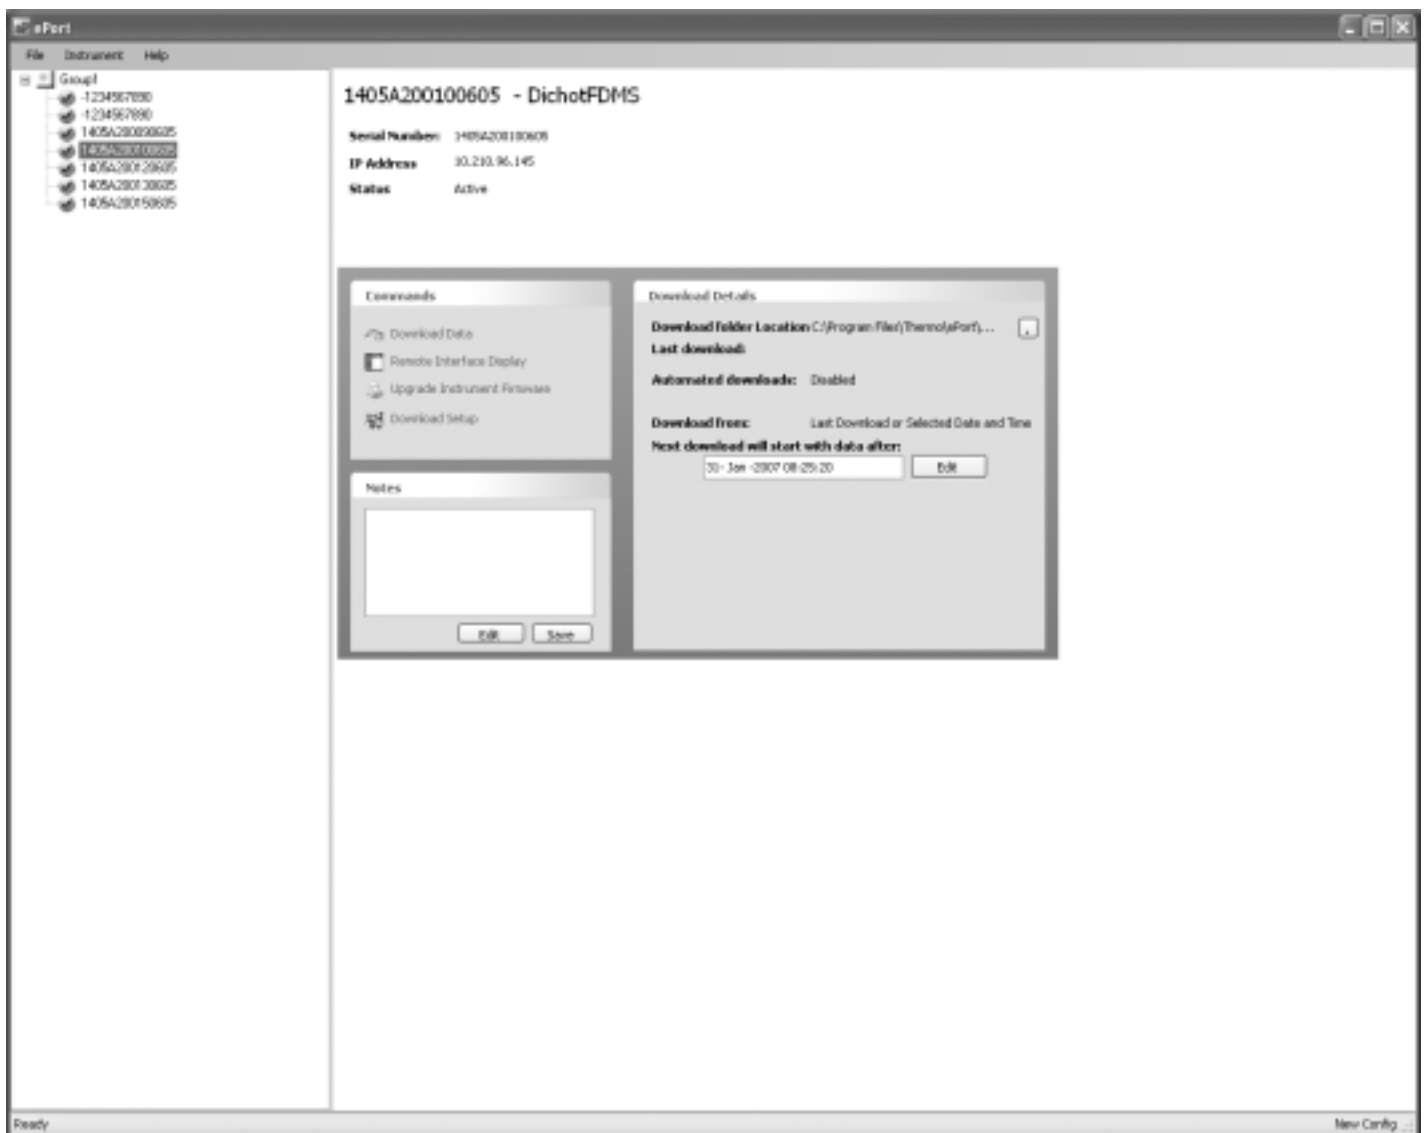 ePort
File Instrument Help
Group1
-1234567890
-1234567890
1405A200090605
1405A200100605
1405A200120605
1405A200130605
1405A200150605
1405A200100605 - DichotFDMS
Serial Number: 1405A200100605
IP Address 10.210.96.145
Status Active
Commands
Download Data
Remote Interface Display
Upgrade Instrument Firmware
Download Setup
Notes
Edit Save
Download Details
Download folder Location C:\Program Files\Thermo\ePort\...
Last download:
Automated downloads: Disabled
Download from: Last Download or Selected Date and Time
Next download will start with data after:
31- Jan -2007 08:25:20 Edit
Ready New Config